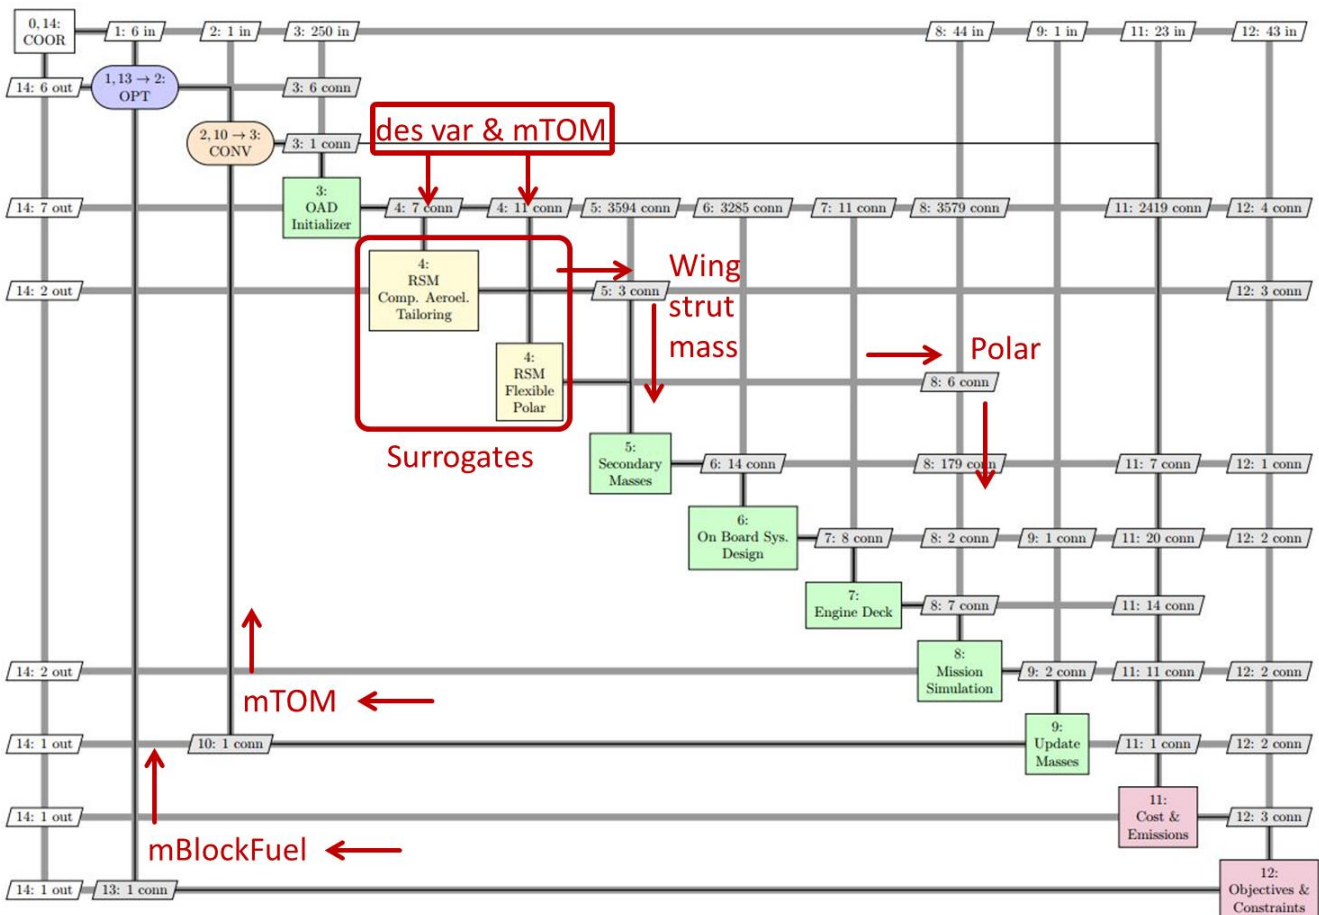 0, 14:
COOR
1: 6 in
2: 1 in
3: 250 in
8: 44 in
9: 1 in
11: 23 in
12: 43 in
14: 6 out
1, 13 → 2:
OPT
3: 6 conn
2, 10 → 3:
CONV
3: 1 conn
des var & mTOM
14: 7 out
3:
OAD
Initializer
4: 7 conn
4: 11 conn
5: 3594 conn
6: 3285 conn
7: 11 conn
8: 3579 conn
11: 2419 conn
12: 4 conn
14: 2 out
4:
RSM
Comp. Aeroel.
Tailoring
5: 3 conn
Wing
strut
mass
12: 3 conn
4:
RSM
Flexible
Polar
Polar
8: 6 conn
Surrogates
5:
Secondary
Masses
6: 14 conn
8: 179 conn
11: 7 conn
12: 1 conn
6:
On Board Sys.
Design
7: 8 conn
8: 2 conn
9: 1 conn
11: 20 conn
12: 2 conn
7:
Engine Deck
8: 7 conn
11: 14 conn
14: 2 out
mTOM
8:
Mission
Simulation
9: 2 conn
11: 11 conn
12: 2 conn
14: 1 out
10: 1 conn
9:
Update
Masses
11: 1 conn
12: 2 conn
14: 1 out
mBlockFuel
11:
Cost &
Emissions
12: 3 conn
14: 1 out
13: 1 conn
12:
Objectives &
Constraints